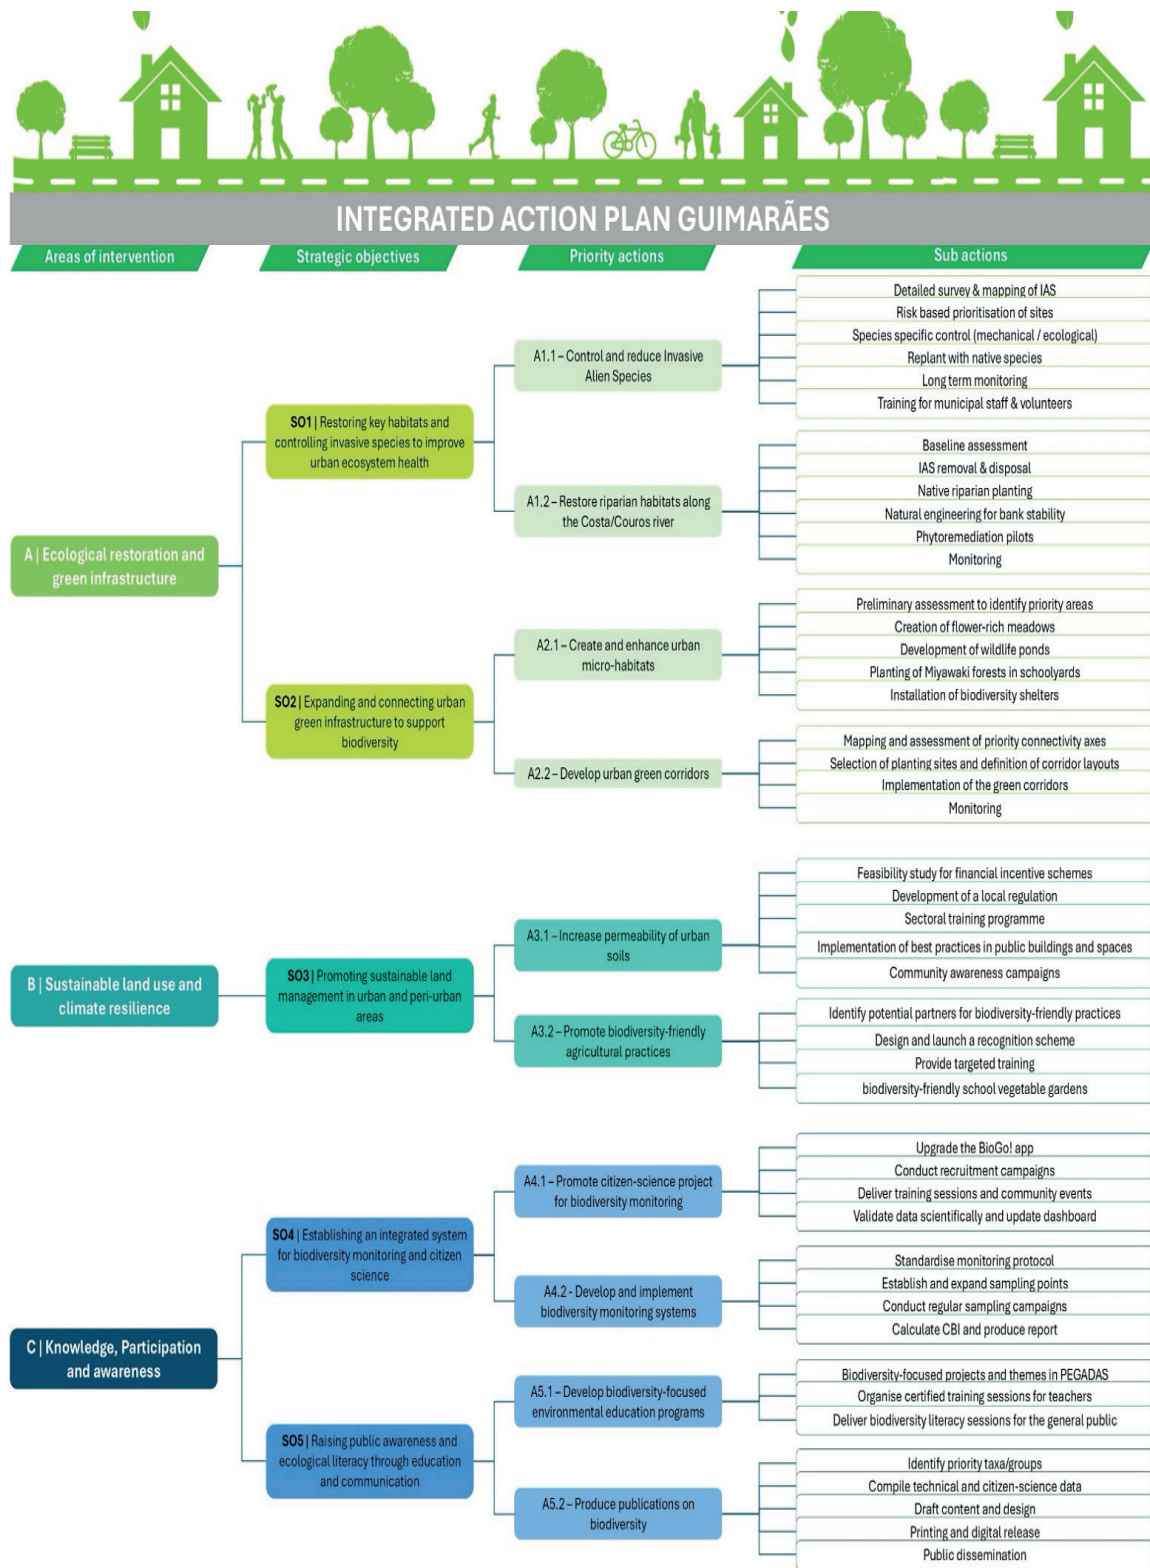 INTEGRATED ACTION PLAN GUIMARÃES
Areas of intervention
Strategic objectives
Priority actions
Sub actions
A | Ecological restoration and
green infrastructure
SO1 | Restoring key habitats and
controlling invasive species to improve
urban ecosystem health
A1.1 – Control and reduce Invasive
Alien Species
Detailed survey & mapping of IAS
Risk based prioritisation of sites
Species specific control (mechanical / ecological)
Replant with native species
Long term monitoring
Training for municipal staff & volunteers
A1.2 – Restore riparian habitats along
the Costa/Couros river
Baseline assessment
IAS removal & disposal
Native riparian planting
Natural engineering for bank stability
Phytoremediation pilots
Monitoring
SO2 | Expanding and connecting urban
green infrastructure to support
biodiversity
A2.1 – Create and enhance urban
micro-habitats
Preliminary assessment to identify priority areas
Creation of flower-rich meadows
Development of wildlife ponds
Planting of Miyawaki forests in schoolyards
Installation of biodiversity shelters
A2.2 – Develop urban green corridors
Mapping and assessment of priority connectivity axes
Selection of planting sites and definition of corridor layouts
Implementation of the green corridors
Monitoring
B | Sustainable land use and
climate resilience
SO3 | Promoting sustainable land
management in urban and peri-urban
areas
A3.1 – Increase permeability of urban
soils
Feasibility study for financial incentive schemes
Development of a local regulation
Sectoral training programme
Implementation of best practices in public buildings and spaces
Community awareness campaigns
A3.2 – Promote biodiversity-friendly
agricultural practices
Identify potential partners for biodiversity-friendly practices
Design and launch a recognition scheme
Provide targeted training
biodiversity-friendly school vegetable gardens
C | Knowledge, Participation
and awareness
SO4 | Establishing an integrated system
for biodiversity monitoring and citizen
science
A4.1 – Promote citizen-science project
for biodiversity monitoring
Upgrade the BioGo! app
Conduct recruitment campaigns
Deliver training sessions and community events
Validate data scientifically and update dashboard
A4.2 - Develop and implement
biodiversity monitoring systems
Standardise monitoring protocol
Establish and expand sampling points
Conduct regular sampling campaigns
Calculate CBI and produce report
SO5 | Raising public awareness and
ecological literacy through education
and communication
A5.1 – Develop biodiversity-focused
environmental education programs
Biodiversity-focused projects and themes in PEGADAS
Organise certified training sessions for teachers
Deliver biodiversity literacy sessions for the general public
A5.2 – Produce publications on
biodiversity
Identify priority taxa/groups
Compile technical and citizen-science data
Draft content and design
Printing and digital release
Public dissemination